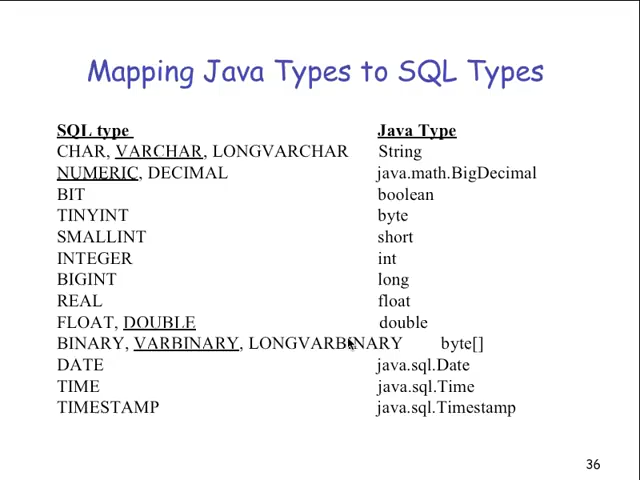 Mapping Java Types to SQL Types
SQL type Java Type
CHAR, VARCHAR, LONGVARCHAR String
NUMERIC, DECIMAL java.math.BigDecimal
BIT boolean
TINYINT byte
SMALLINT short
INTEGER int
BIGINT long
REAL float
FLOAT, DOUBLE double
BINARY, VARBINARY, LONGVARBINARY byte[]
DATE java.sql.Date
TIME java.sql.Time
TIMESTAMP java.sql.Timestamp
36